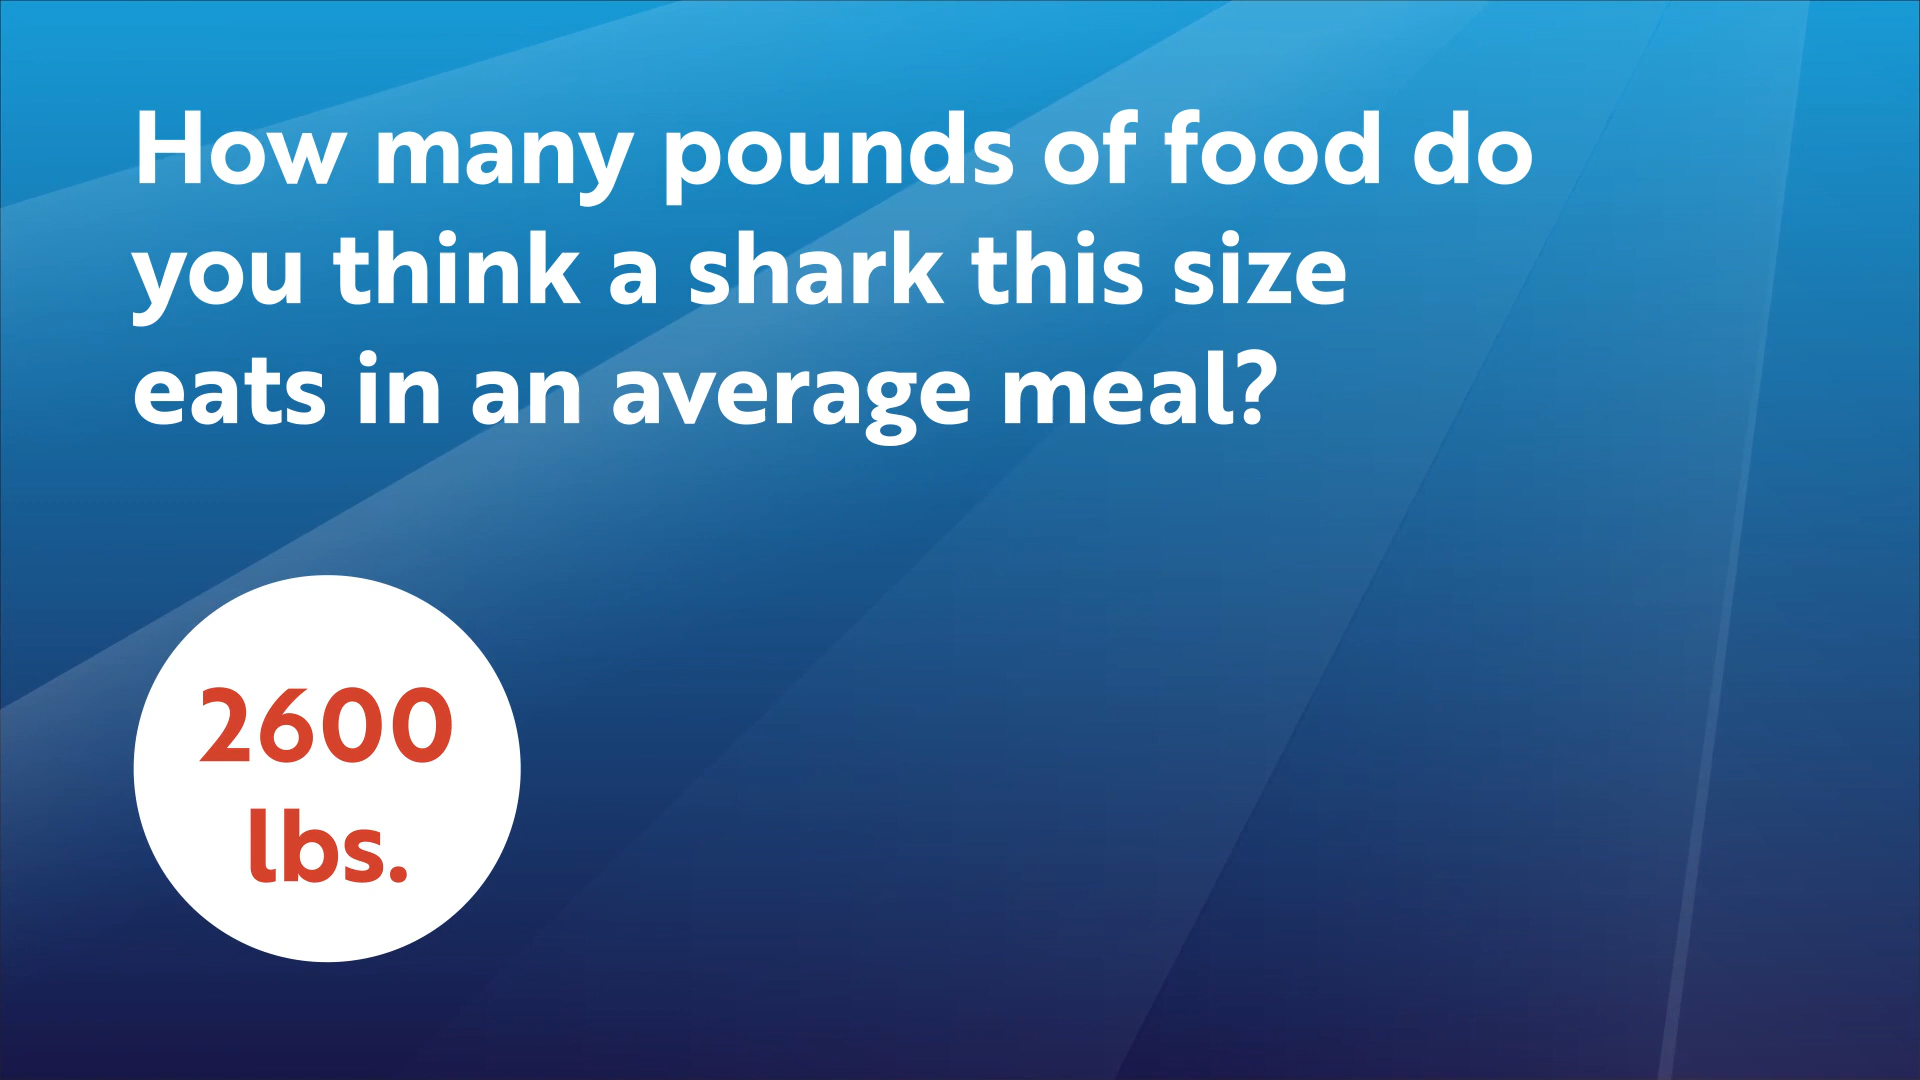 How many pounds of food do
you think a shark this size
eats in an average meal?
2600
lbs.